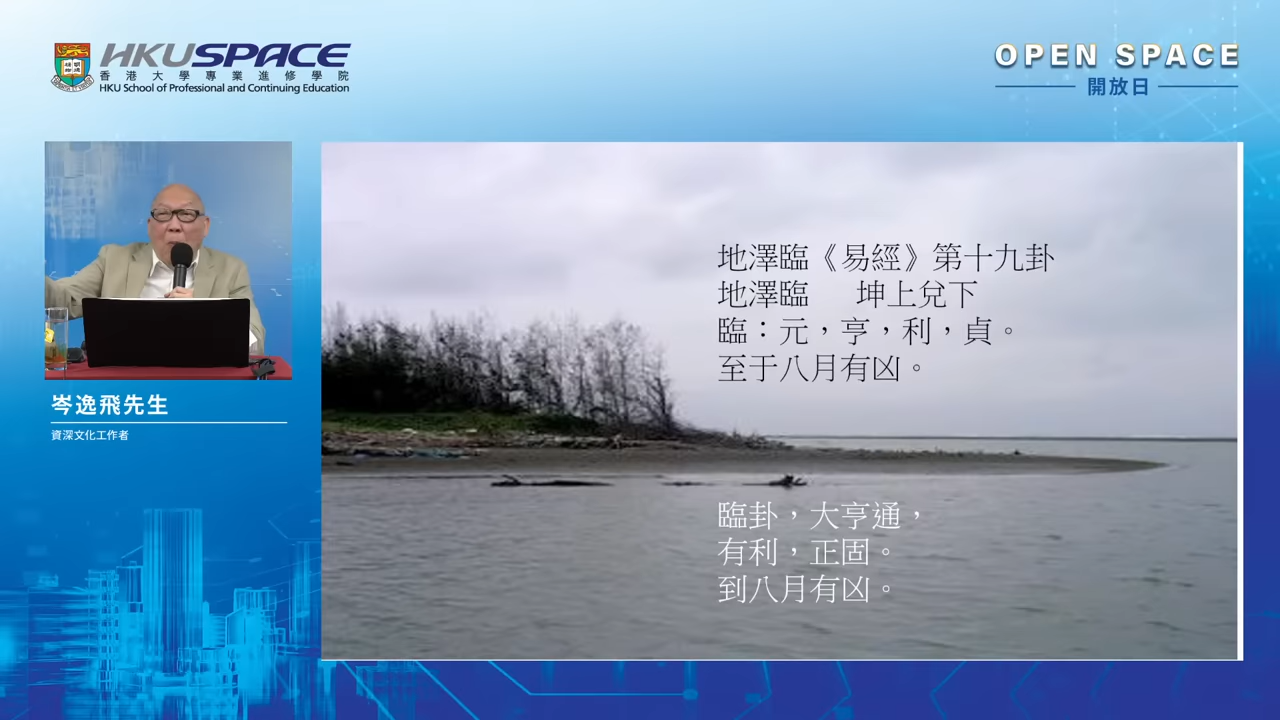 HKUSPACE
香港大學專業進修學院
HKU School of Professional and Continuing Education
OPEN SPACE
開放日
岑逸飛先生
資深文化工作者
地澤臨《易經》第十九卦
地澤臨 坤上兌下
臨：元，亨，利，貞。
至于八月有凶。
臨卦，大亨通，
有利，正固。
到八月有凶。